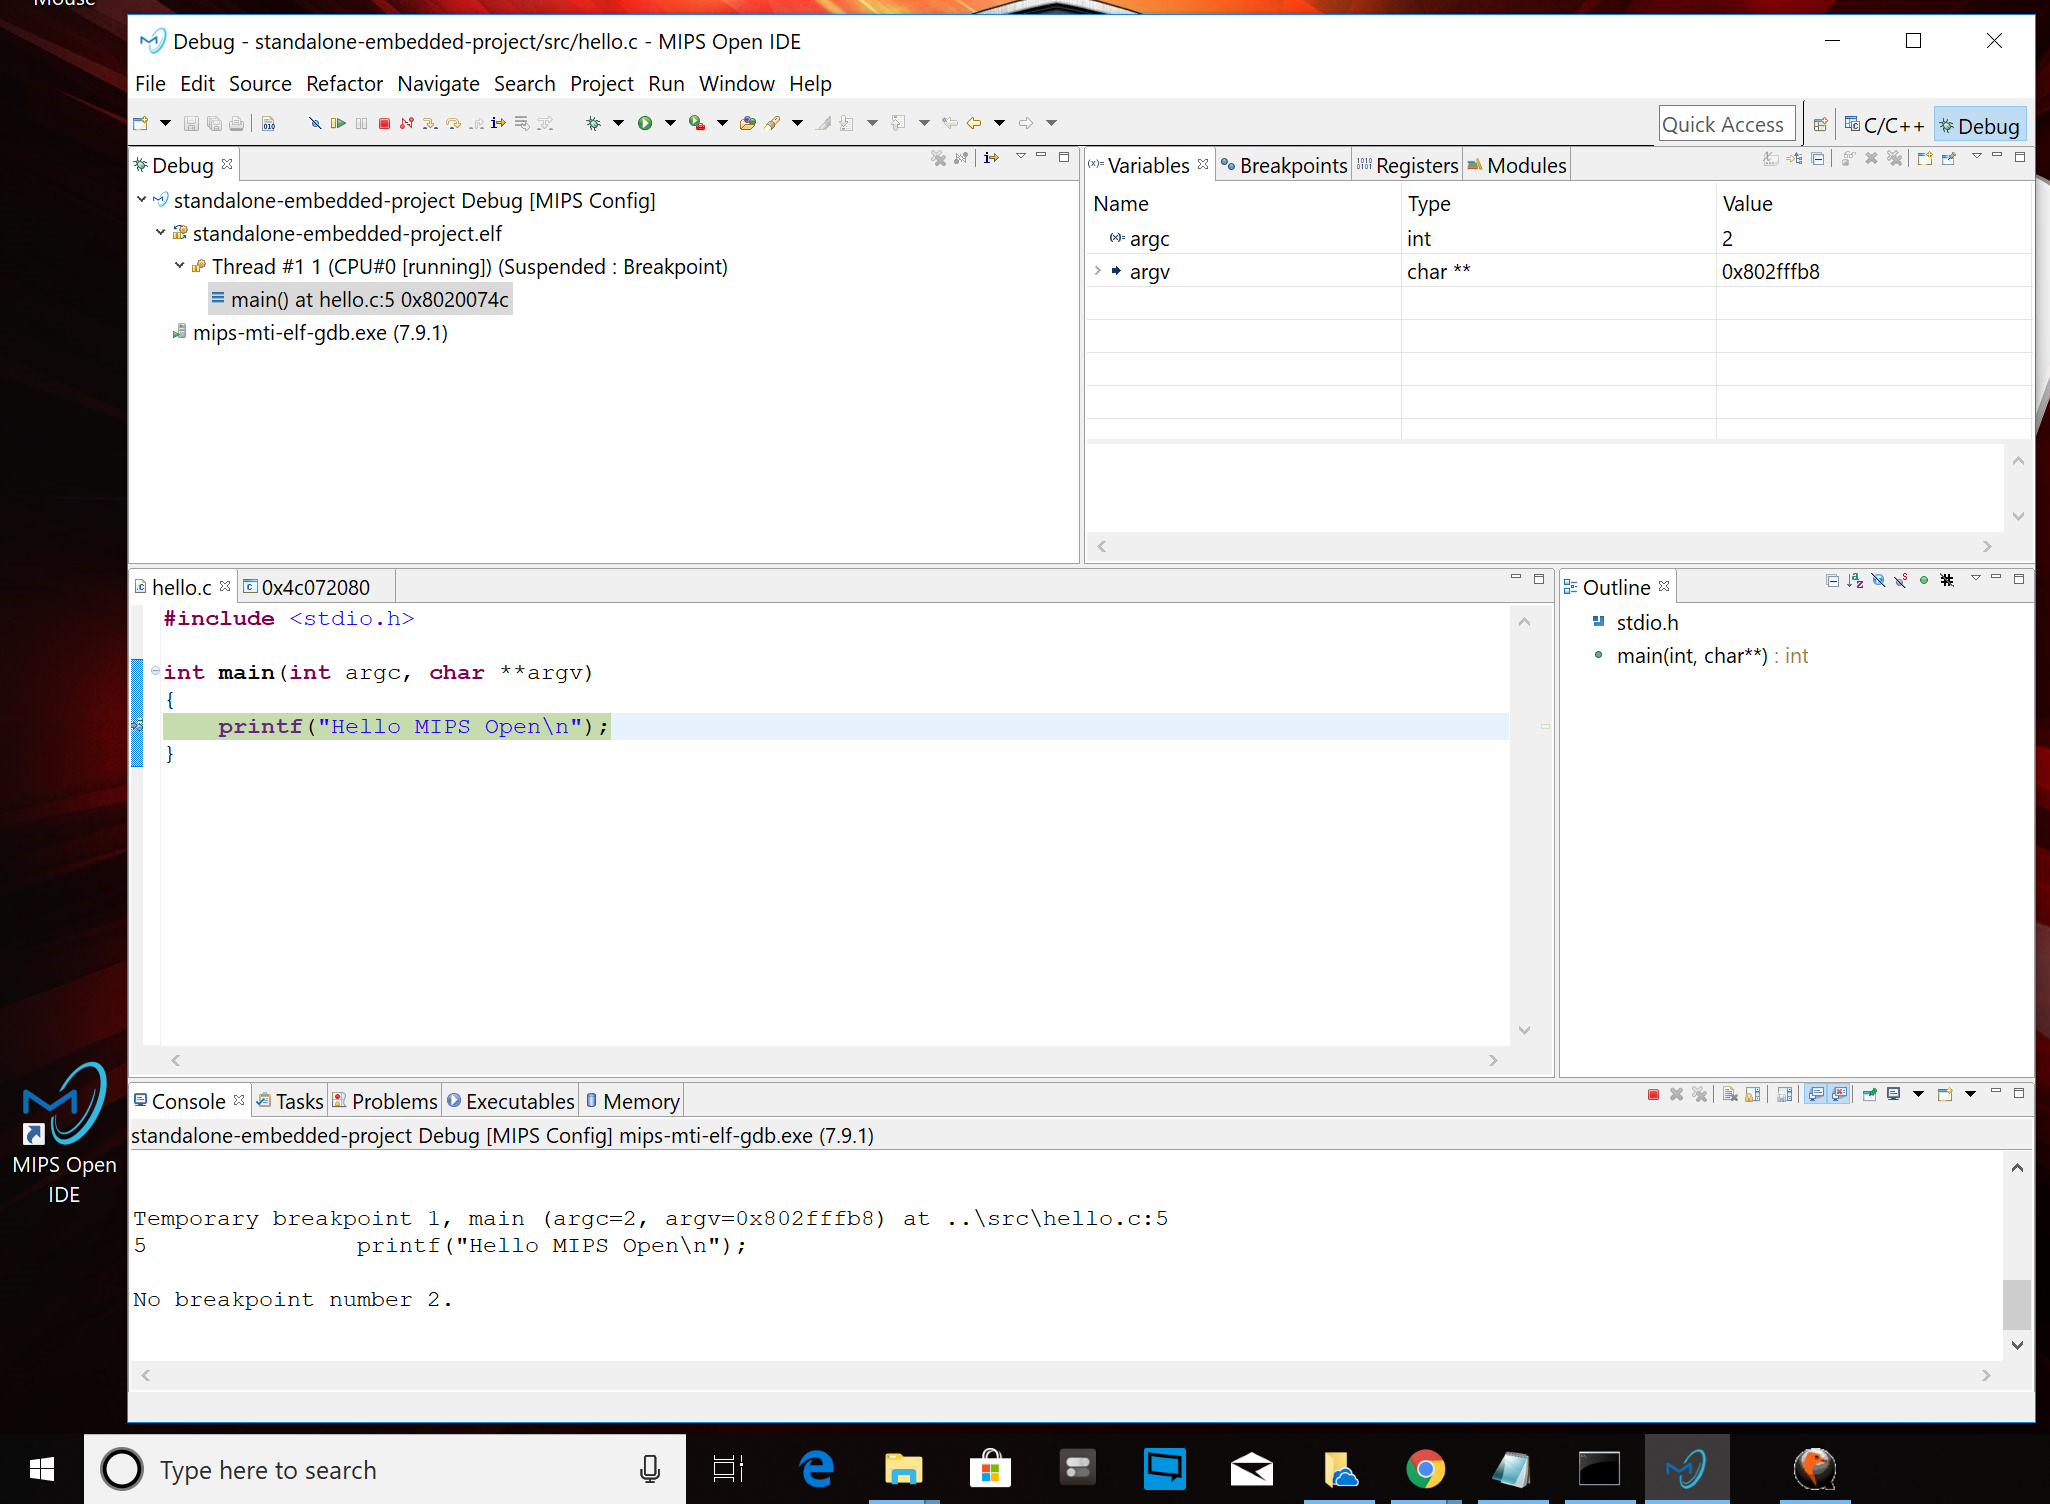 Debug - standalone-embedded-project/src/hello.c - MIPS Open IDE
File Edit Source Refactor Navigate Search Project Run Window Help
Quick Access C/C++ Debug
Debug
standalone-embedded-project Debug [MIPS Config]
standalone-embedded-project.elf
Thread #1 1 (CPU#0 [running]) (Suspended : Breakpoint)
main() at hello.c:5 0x8020074c
mips-mti-elf-gdb.exe (7.9.1)
Variables Breakpoints Registers Modules
Name Type Value
argc int 2
argv char ** 0x802fffb8
hello.c 0x4c072080
#include <stdio.h>
int main(int argc, char **argv)
{
printf("Hello MIPS Open\n");
}
Outline
stdio.h
main(int, char**) : int
Console Tasks Problems Executables Memory
standalone-embedded-project Debug [MIPS Config] mips-mti-elf-gdb.exe (7.9.1)
Temporary breakpoint 1, main (argc=2, argv=0x802fffb8) at ..\src\hello.c:5
5 printf("Hello MIPS Open\n");
No breakpoint number 2.
MIPS Open
IDE
Type here to search